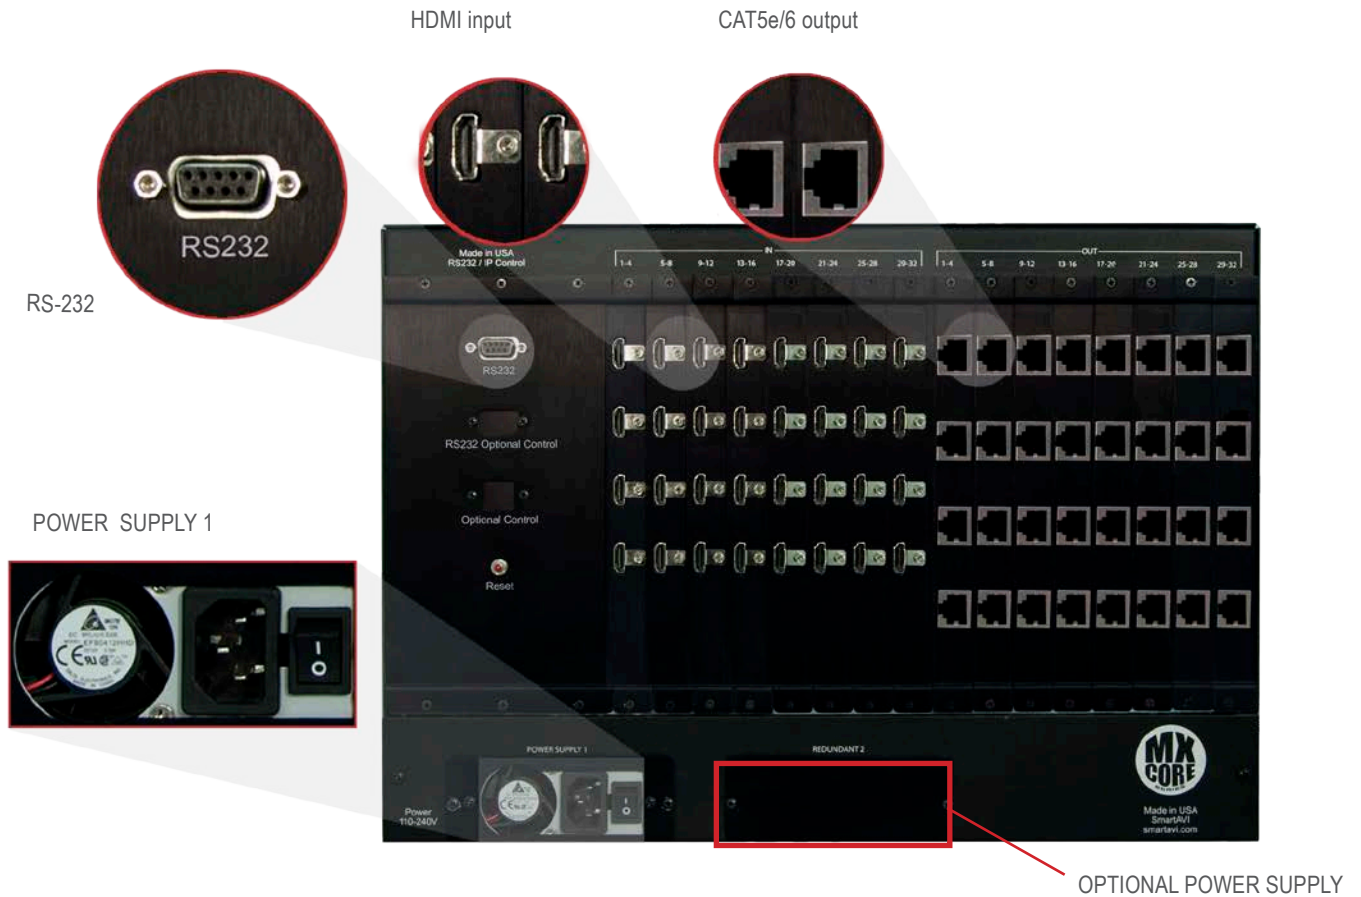 HDMI input
CAT5e/6 output
RS232
RS-232
Made in USA
RS232 / IP Control
IN
1-4 5-8 9-12 13-16 17-20 21-24 25-28 29-32
OUT
1-4 5-8 9-12 13-16 17-20 21-24 25-28 29-32
RS232
RS232 Optional Control
Optional Control
Reset
POWER SUPPLY 1
CE
I
O
POWER SUPPLY 1
REDUNDANT 2
Power
110-240V
CE
I
O
MX
CORE
SERIES
Made in USA
SmartAVI
smartavi.com
OPTIONAL POWER SUPPLY